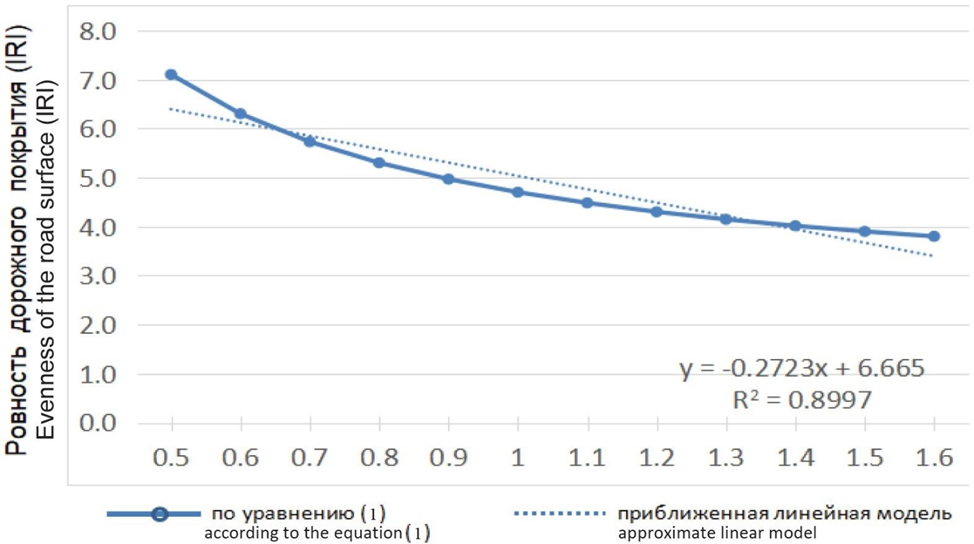 Ровность дорожного покрытия (IRI)
Evenness of the road surface (IRI)
8.0
7.0
6.0
5.0
4.0
3.0
2.0
1.0
0.0
y = -0.2723x + 6.665
R² = 0.8997
0.5 0.6 0.7 0.8 0.9 1 1.1 1.2 1.3 1.4 1.5 1.6
по уравнению (1) приближенная линейная модель
according to the equation (1) approximate linear model